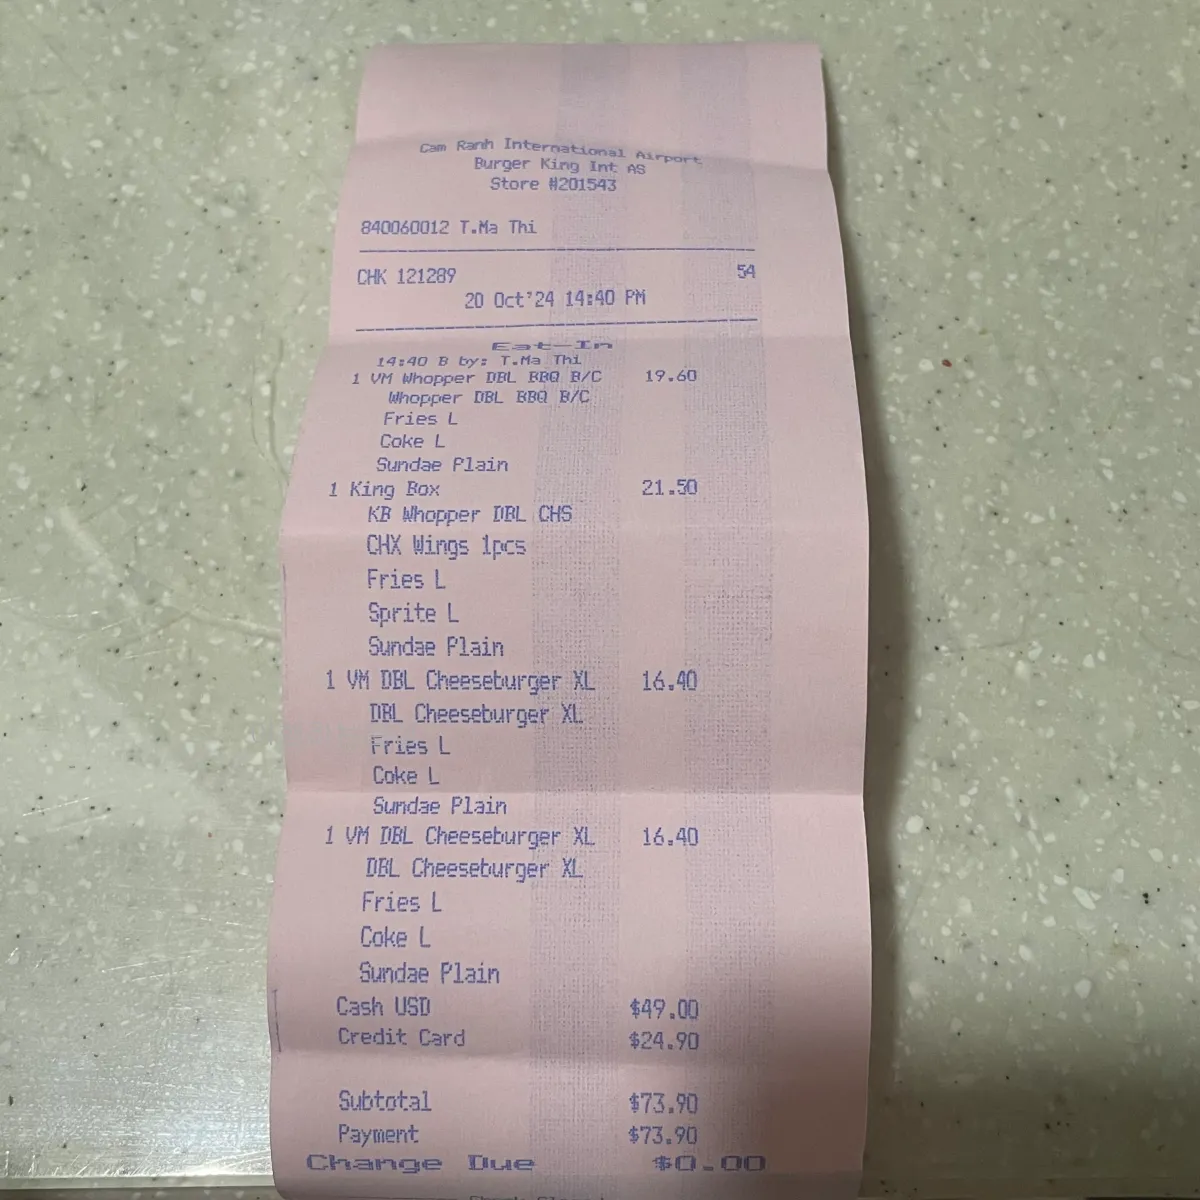 Cam Ranh International Airport
Burger King Int AS
Store #201543
840060012 T.Ma Thi
CHK 121289 54
20 Oct'24 14:40 PM
Eat-In
14:40 B by: T.Ma Thi
1 VM Whopper DBL BBQ B/C 19.60
Whopper DBL BBQ B/C
Fries L
Coke L
Sundae Plain
1 King Box 21.50
KB Whopper DBL CHS
CHX Wings 1pcs
Fries L
Sprite L
Sundae Plain
1 VM DBL Cheeseburger XL 16.40
DBL Cheeseburger XL
Fries L
Coke L
Sundae Plain
1 VM DBL Cheeseburger XL 16.40
DBL Cheeseburger XL
Fries L
Coke L
Sundae Plain
Cash USD $49.00
Credit Card $24.90
Subtotal $73.90
Payment $73.90
Change Due $0.00